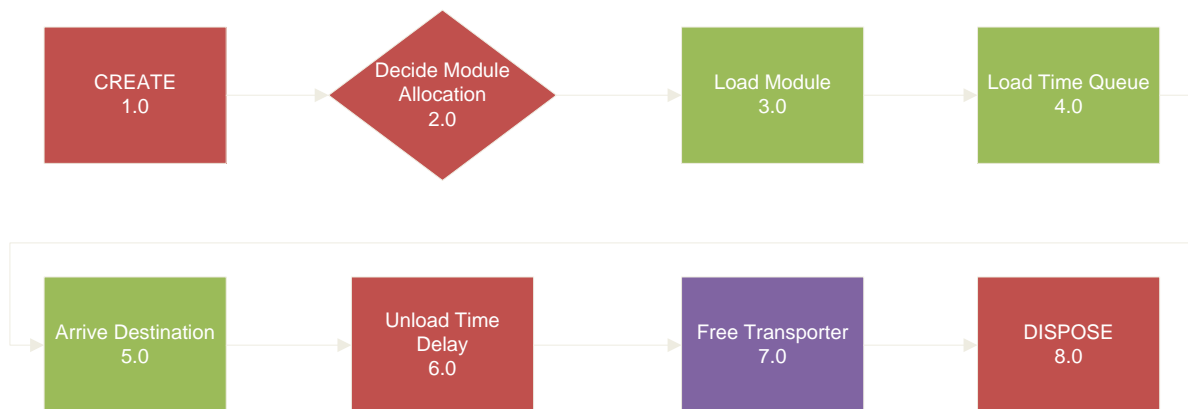 CREATE
1.0
Decide Module
Allocation
2.0
Load Module
3.0
Load Time Queue
4.0
Arrive Destination
5.0
Unload Time
Delay
6.0
Free Transporter
7.0
DISPOSE
8.0